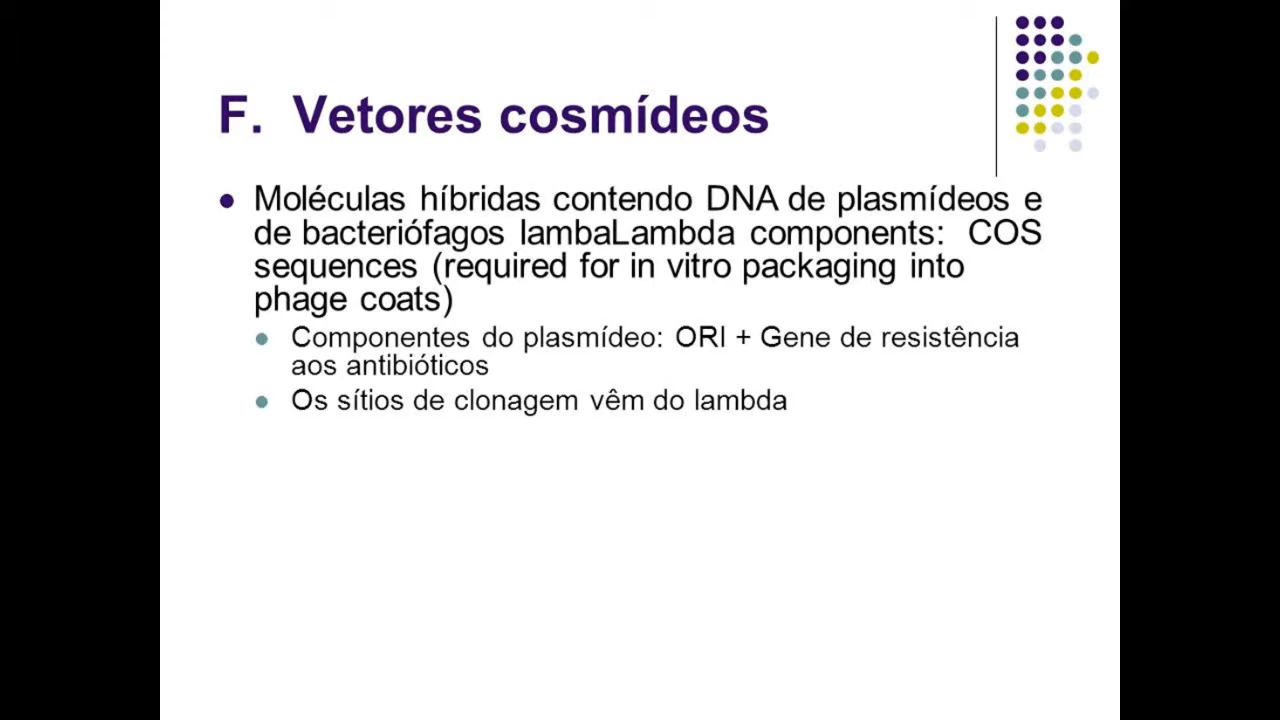 F. Vetores cosmídeos
Moléculas híbridas contendo DNA de plasmídeos e
de bacteriófagos lambaLambda components: COS
sequences (required for in vitro packaging into
phage coats)
Componentes do plasmídeo: ORI + Gene de resistência
aos antibióticos
Os sítios de clonagem vêm do lambda